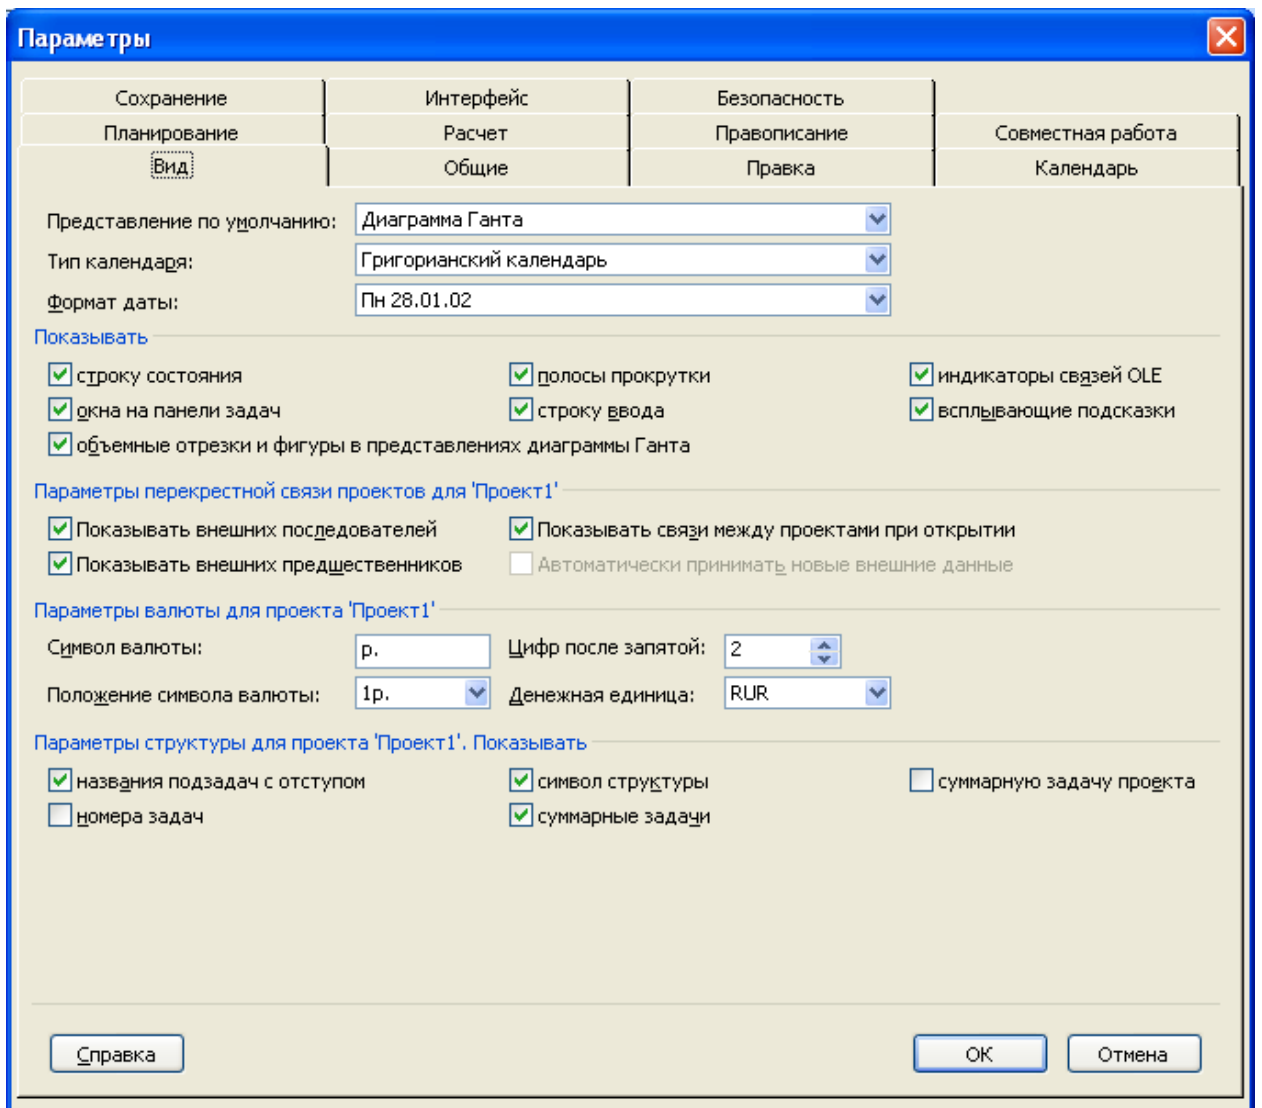 Параметры
Сохранение Интерфейс Безопасность
Планирование Расчет Правописание Совместная работа
Вид Общие Правка Календарь
Представление по умолчанию: Диаграмма Ганта
Тип календаря: Григорианский календарь
Формат даты: Пн 28.01.02
Показывать
строку состояния полосы прокрутки индикаторы связей OLE
окна на панели задач строку ввода всплывающие подсказки
объемные отрезки и фигуры в представлениях диаграммы Ганта
Параметры перекрестной связи проектов для 'Проект1'
Показывать внешних последователей Показывать связи между проектами при открытии
Показывать внешних предшественников Автоматически принимать новые внешние данные
Параметры валюты для проекта 'Проект1'
Символ валюты: р. Цифр после запятой: 2
Положение символа валюты: 1р. Денежная единица: RUR
Параметры структуры для проекта 'Проект1'. Показывать
названия подзадач с отступом символ структуры суммарную задачу проекта
номера задач суммарные задачи
Справка ОК Отмена